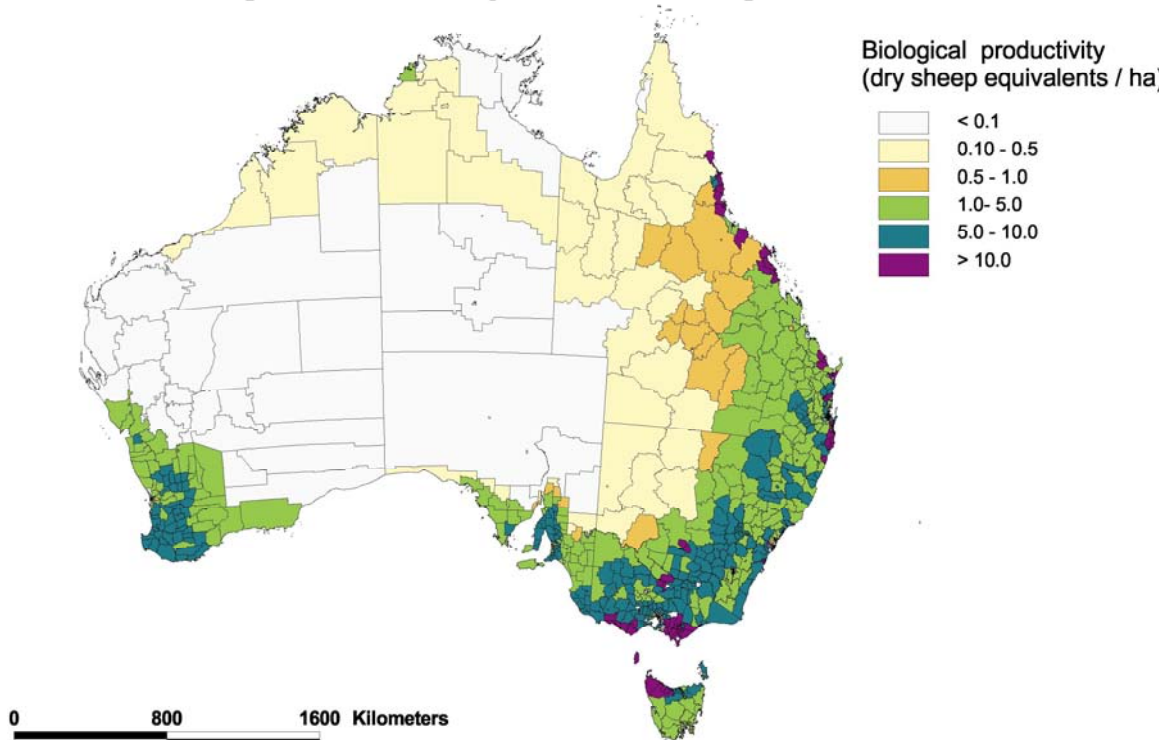 Biological productivity
(dry sheep equivalents / ha)
< 0.1
0.10 - 0.5
0.5 - 1.0
1.0- 5.0
5.0 - 10.0
> 10.0
0 800 1600 Kilometers